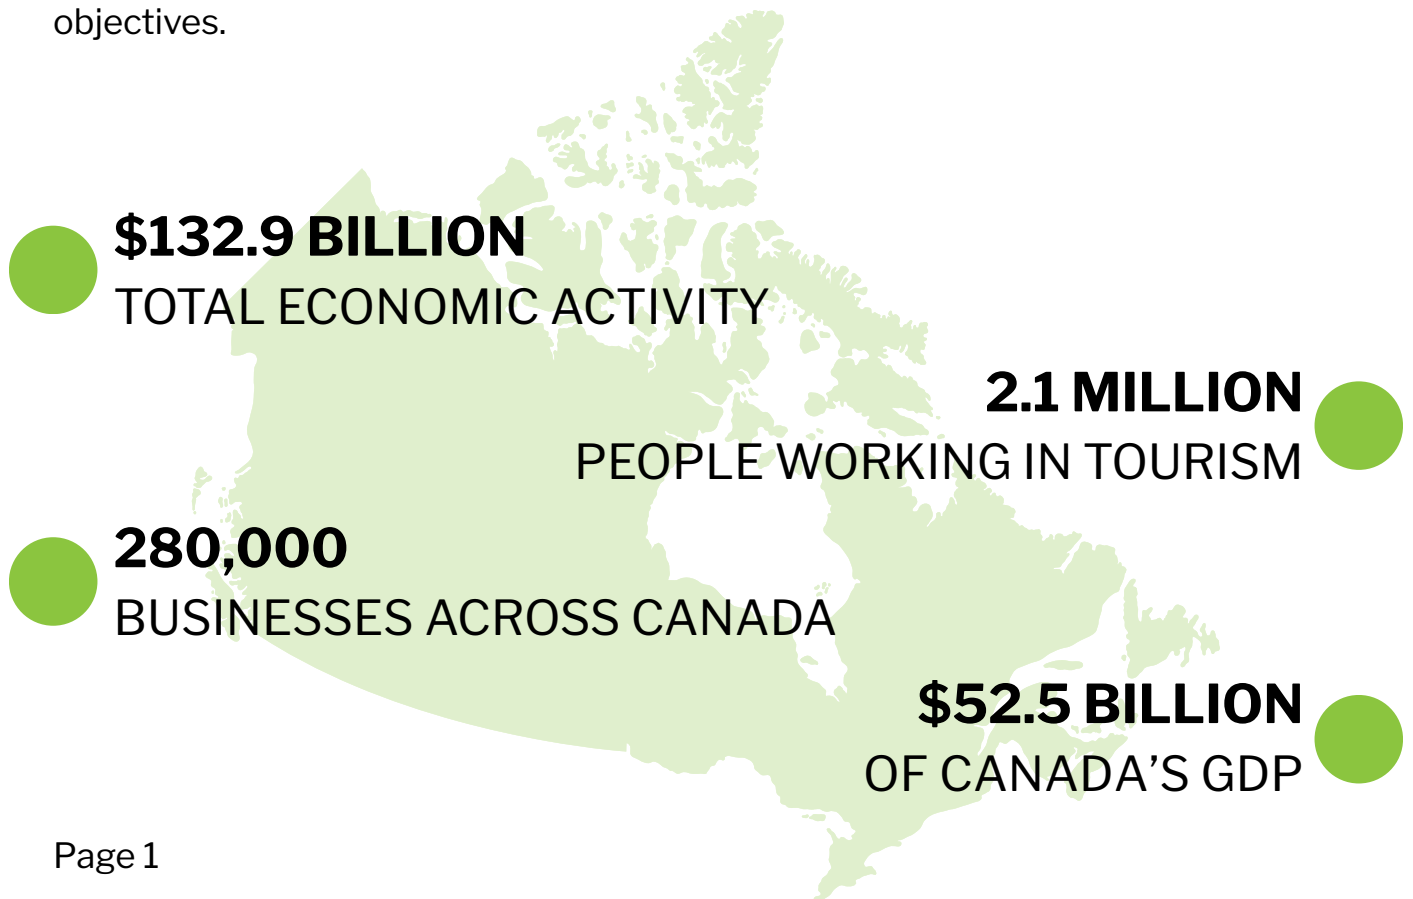 objectives.
$132.9 BILLION
TOTAL ECONOMIC ACTIVITY
2.1 MILLION
PEOPLE WORKING IN TOURISM
280,000
BUSINESSES ACROSS CANADA
$52.5 BILLION
OF CANADA’S GDP
Page 1